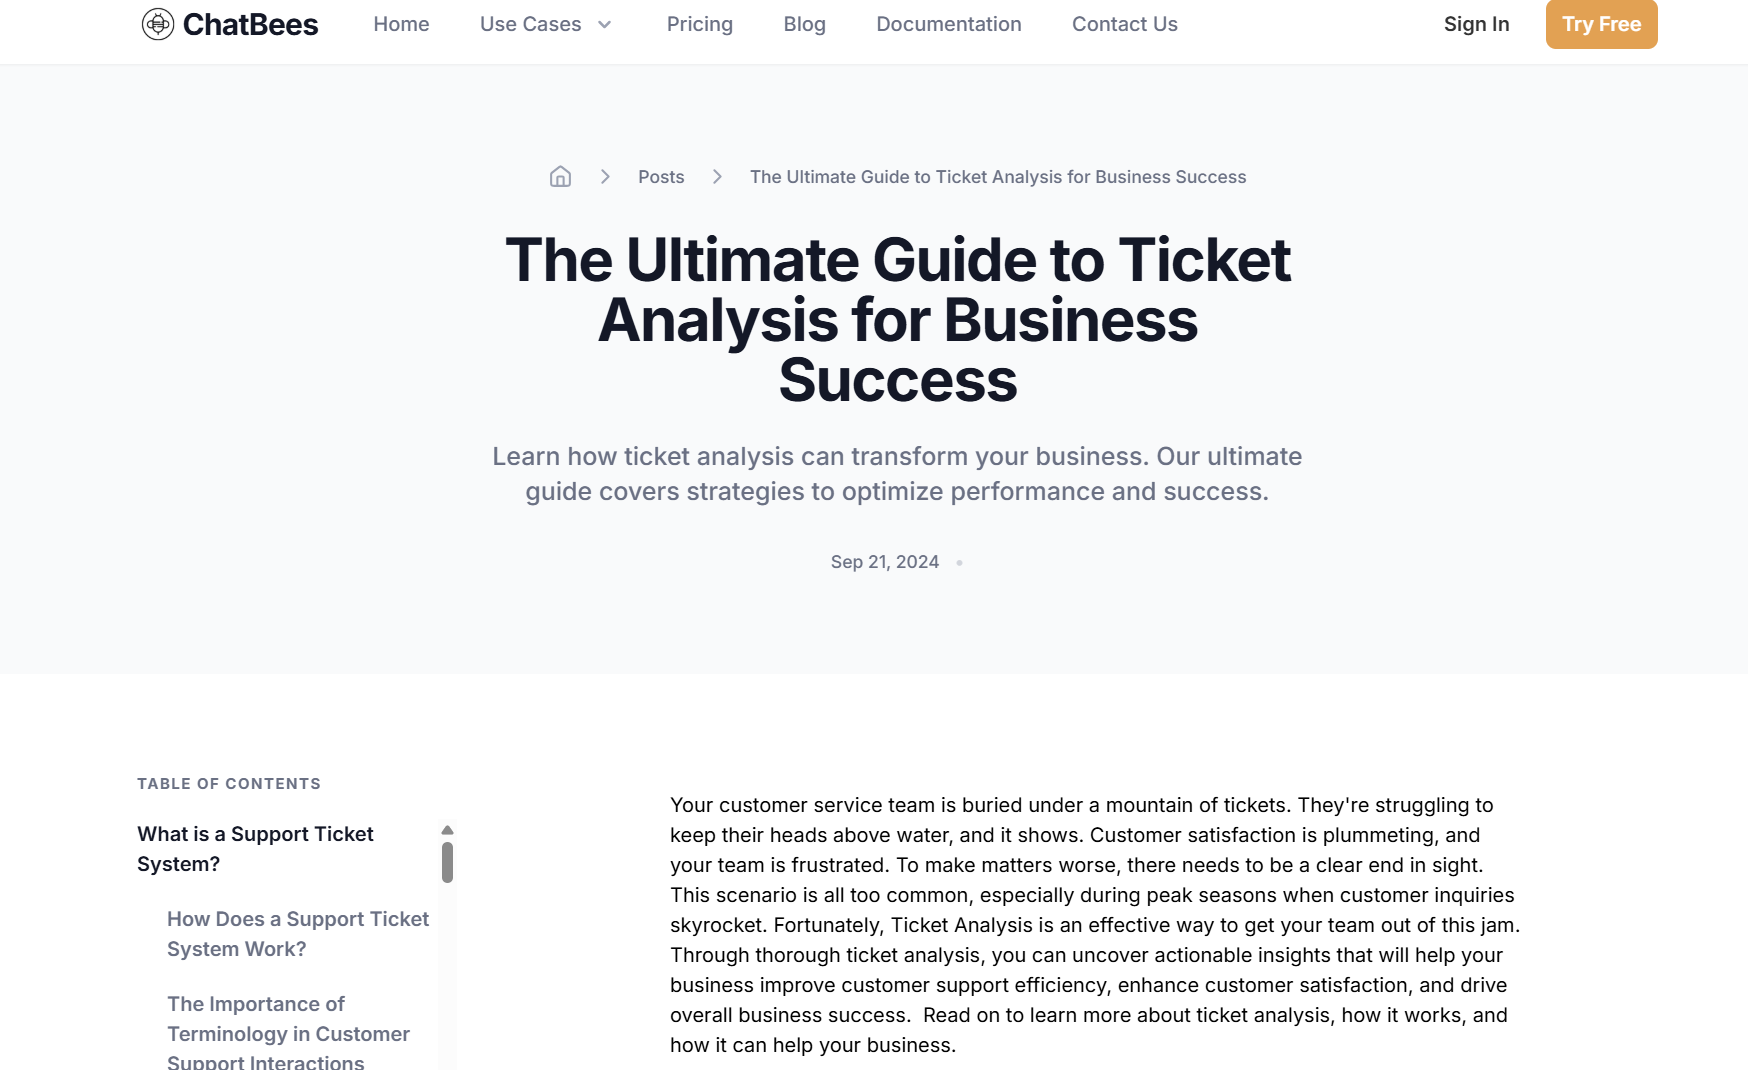 ChatBees
Home
Use Cases
Pricing
Blog
Documentation
Contact Us
Sign In
Try Free
Posts
The Ultimate Guide to Ticket Analysis for Business Success
The Ultimate Guide to Ticket
Analysis for Business
Success
Learn how ticket analysis can transform your business. Our ultimate
guide covers strategies to optimize performance and success.
Sep 21, 2024
TABLE OF CONTENTS
What is a Support Ticket
System?
How Does a Support Ticket
System Work?
The Importance of
Terminology in Customer
Support Interactions
Your customer service team is buried under a mountain of tickets. They're struggling to
keep their heads above water, and it shows. Customer satisfaction is plummeting, and
your team is frustrated. To make matters worse, there needs to be a clear end in sight.
This scenario is all too common, especially during peak seasons when customer inquiries
skyrocket. Fortunately, Ticket Analysis is an effective way to get your team out of this jam.
Through thorough ticket analysis, you can uncover actionable insights that will help your
business improve customer support efficiency, enhance customer satisfaction, and drive
overall business success.  Read on to learn more about ticket analysis, how it works, and
how it can help your business.